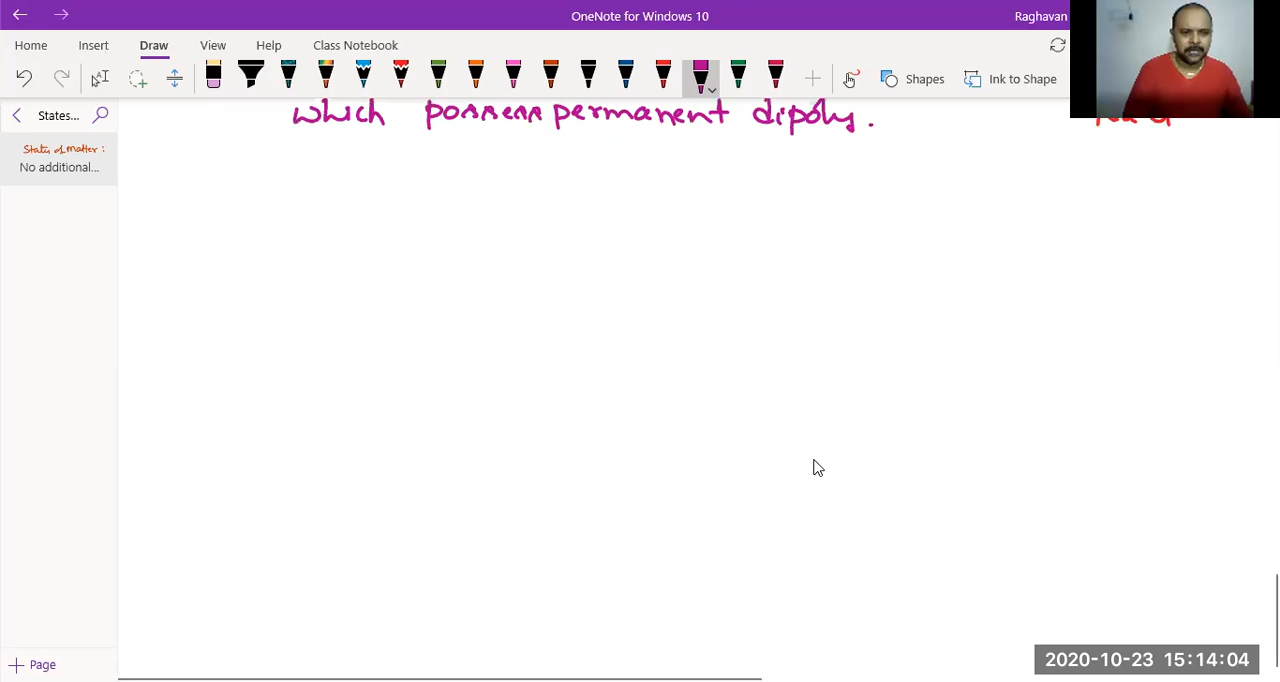 OneNote for Windows 10
Raghavan
Home Insert Draw View Help Class Notebook
Shapes Ink to Shape
States...
States of matter :
No additional...
which possess permanent dipoles.
Page
2020-10-23 15:14:04